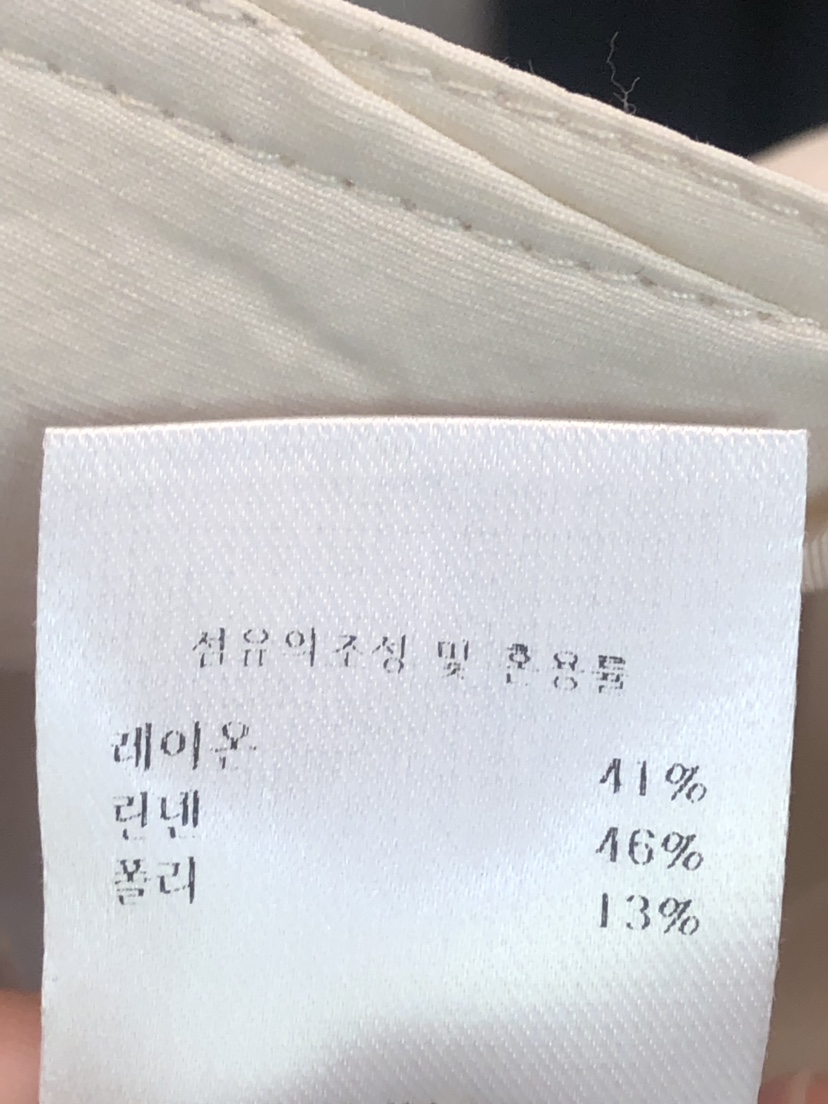 섬유의조성 및 혼용률
레이온 41%
린넨 46%
폴리 13%